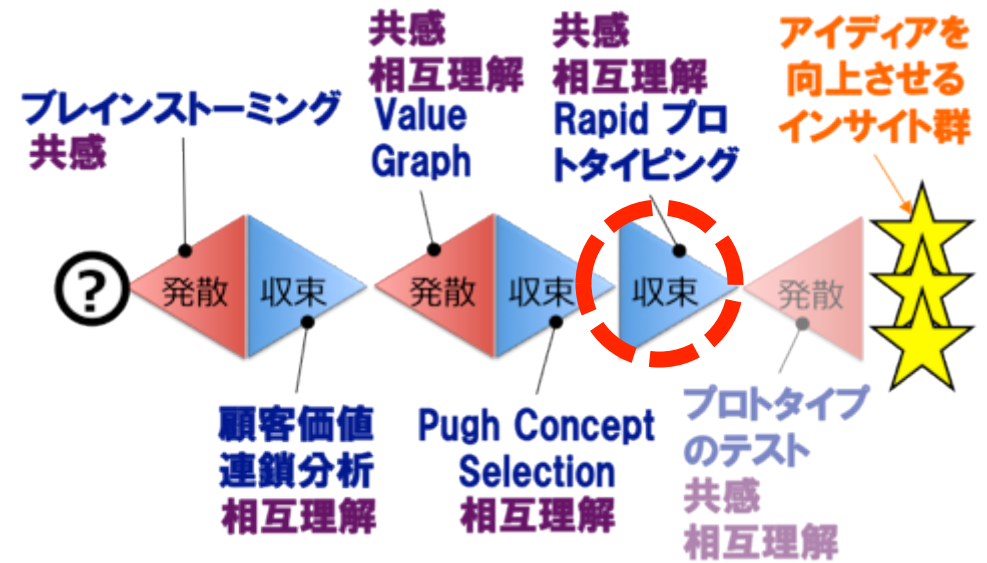 ブレインストーミング
共感
共感
相互理解
Value
Graph
共感
相互理解
Rapid プロ
トタイピング
アイディアを
向上させる
インサイト群
?
発散
収束
発散
収束
収束
発散
顧客価値
連鎖分析
相互理解
Pugh Concept
Selection
相互理解
プロトタイプ
のテスト
共感
相互理解